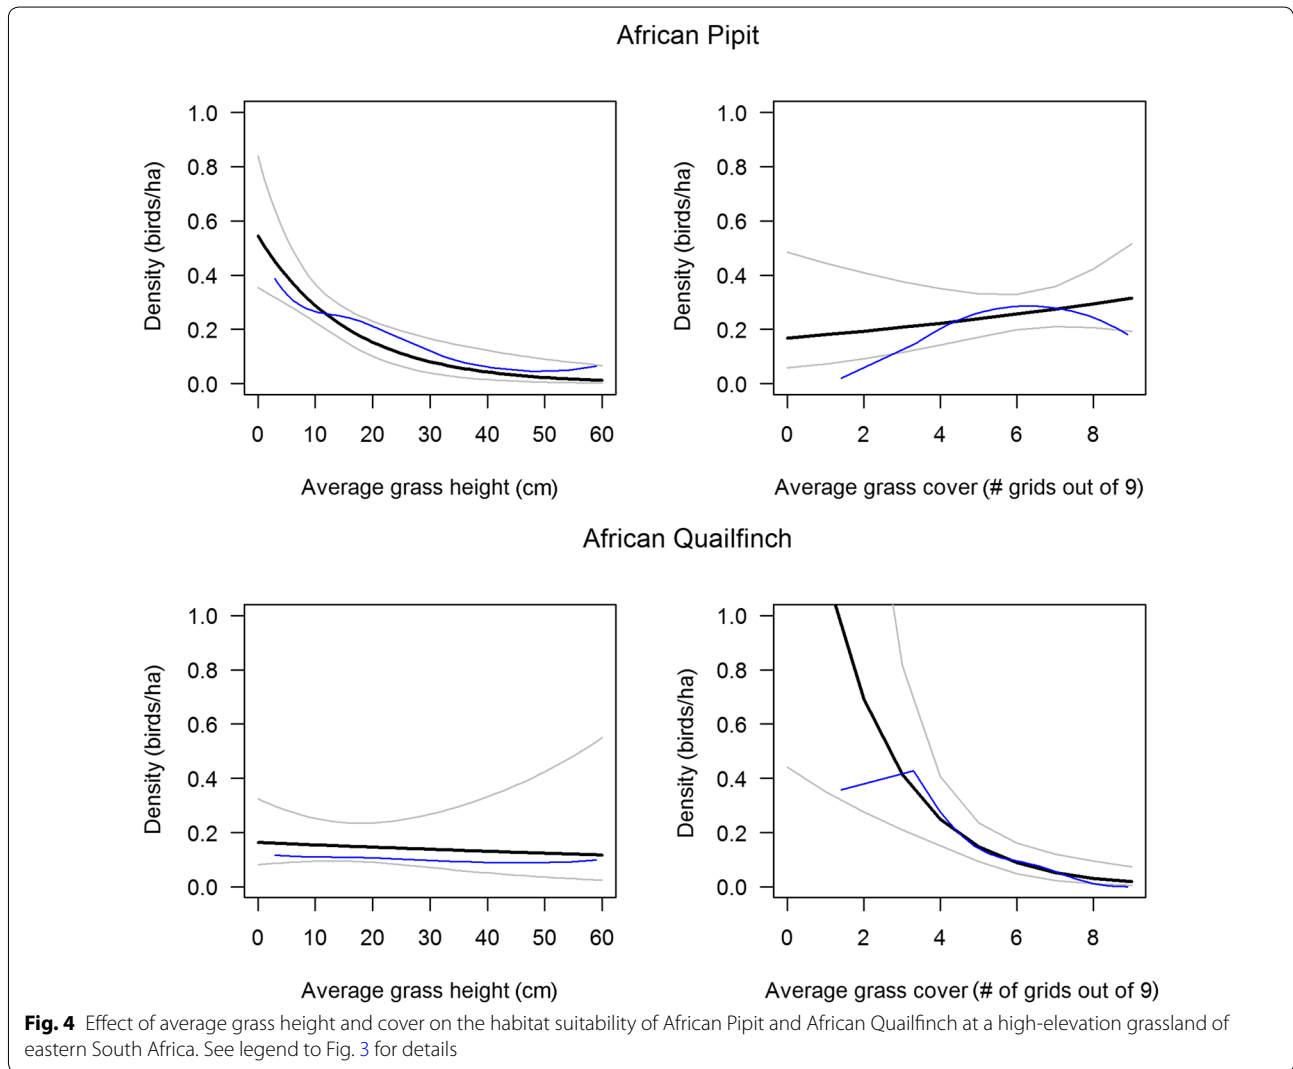 African Pipit
1.0
0.8
0.6
0.4
0.2
0.0
Density (birds/ha)
0 10 20 30 40 50 60
Average grass height (cm)
1.0
0.8
0.6
0.4
0.2
0.0
Density (birds/ha)
0 2 4 6 8
Average grass cover (# grids out of 9)
African Quailfinch
1.0
0.8
0.6
0.4
0.2
0.0
Density (birds/ha)
0 10 20 30 40 50 60
Average grass height (cm)
1.0
0.8
0.6
0.4
0.2
0.0
Density (birds/ha)
0 2 4 6 8
Average grass cover (# of grids out of 9)
Fig. 4 Effect of average grass height and cover on the habitat suitability of African Pipit and African Quailfinch at a high-elevation grassland of
eastern South Africa. See legend to Fig. 3 for details